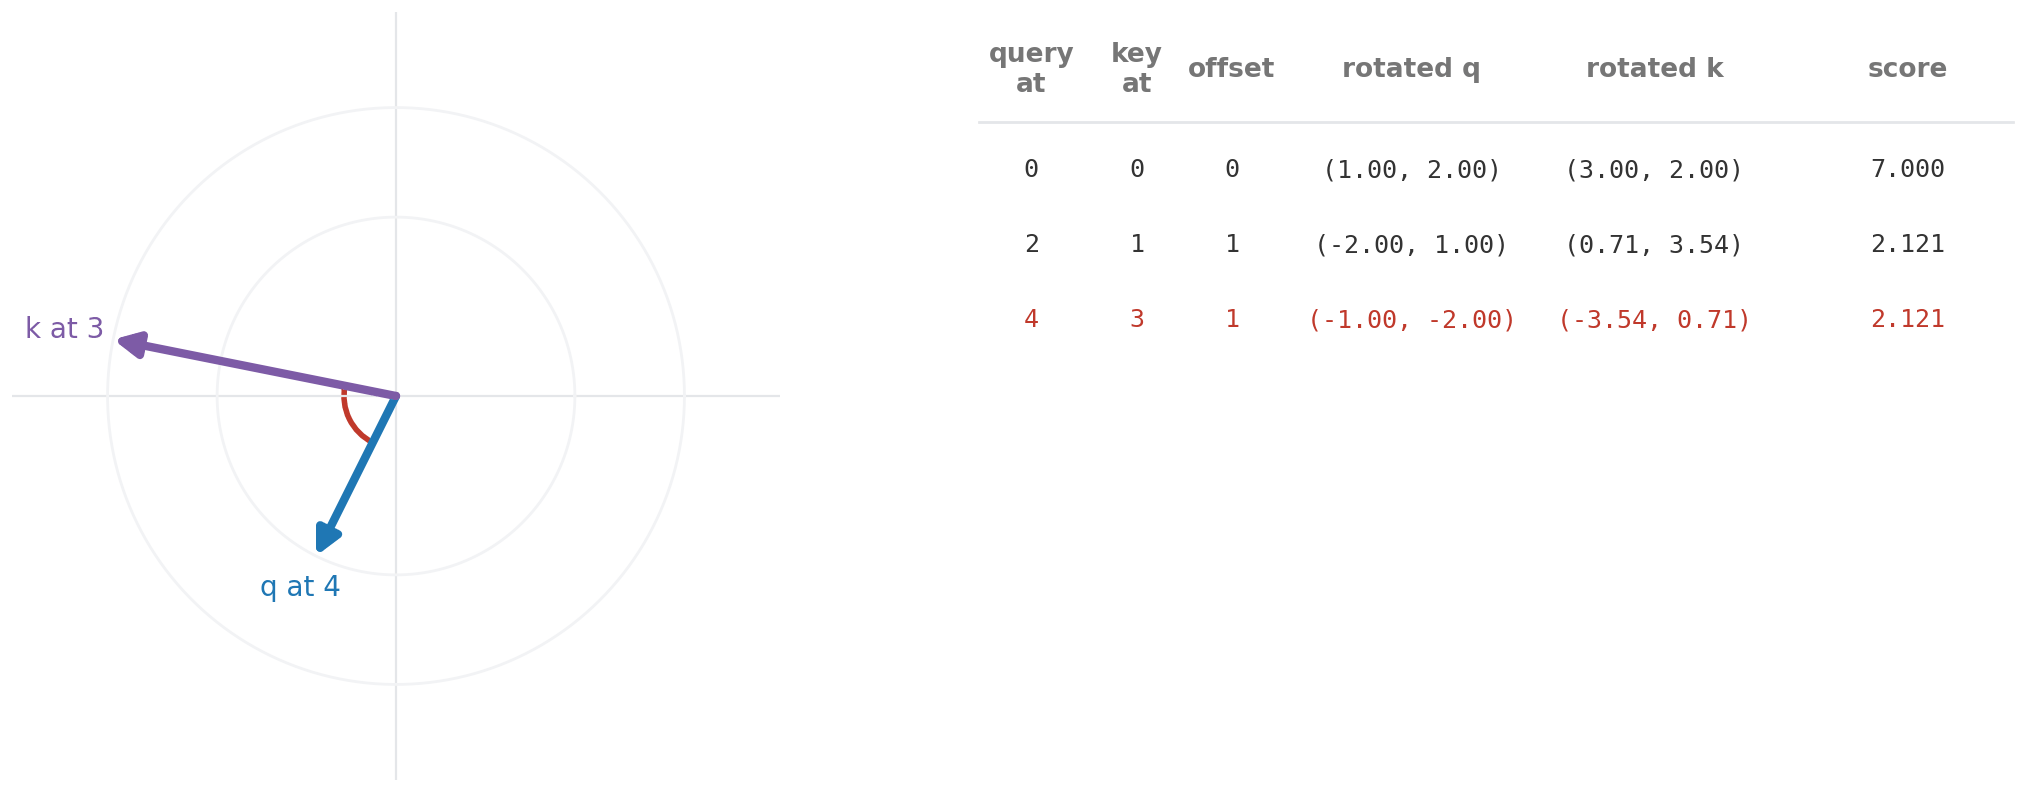 query at key at offset rotated q rotated k score
0 0 0 (1.00, 2.00) (3.00, 2.00) 7.000
2 1 1 (-2.00, 1.00) (0.71, 3.54) 2.121
4 3 1 (-1.00, -2.00) (-3.54, 0.71) 2.121
k at 3
q at 4